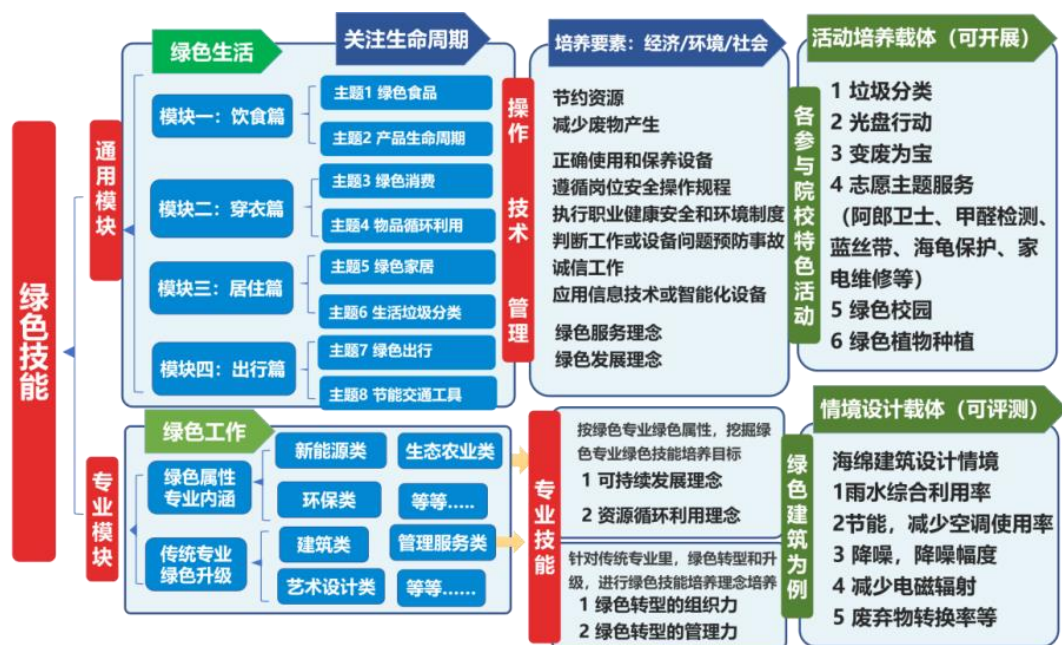 绿色技能
通用模块
绿色生活
关注生命周期
模块一：饮食篇
主题1 绿色食品
主题2 产品生命周期
模块二：穿衣篇
主题3 绿色消费
主题4 物品循环利用
模块三：居住篇
主题5 绿色家居
主题6 生活垃圾分类
模块四：出行篇
主题7 绿色出行
主题8 节能交通工具
操作
技术
管理
培养要素：经济/环境/社会
节约资源
减少废物产生
正确使用和保养设备
遵循岗位安全操作规程
执行职业健康安全和环境制度
判断工作或设备问题预防事故
诚信工作
应用信息技术或智能化设备
绿色服务理念
绿色发展理念
各参与院校特色活动
活动培养载体（可开展）
1 垃圾分类
2 光盘行动
3 变废为宝
4 志愿主题服务
（阿郎卫士、甲醛检测、
蓝丝带、海龟保护、家
电维修等）
5 绿色校园
6 绿色植物种植
专业模块
绿色工作
绿色属性
专业内涵
新能源类
生态农业类
环保类
等等.....
传统专业
绿色升级
建筑类
管理服务类
艺术设计类
等等......
专业技能
按绿色专业绿色属性，挖掘绿
色专业绿色技能培养目标
1 可持续发展理念
2 资源循环利用理念
针对传统专业里，绿色转型和升
级，进行绿色技能培养理念培养
1 绿色转型的组织力
2 绿色转型的管理力
绿色建筑为例
情境设计载体（可评测）
海绵建筑设计情境
1雨水综合利用率
2节能，减少空调使用率
3 降噪，降噪幅度
4 减少电磁辐射
5 废弃物转换率等